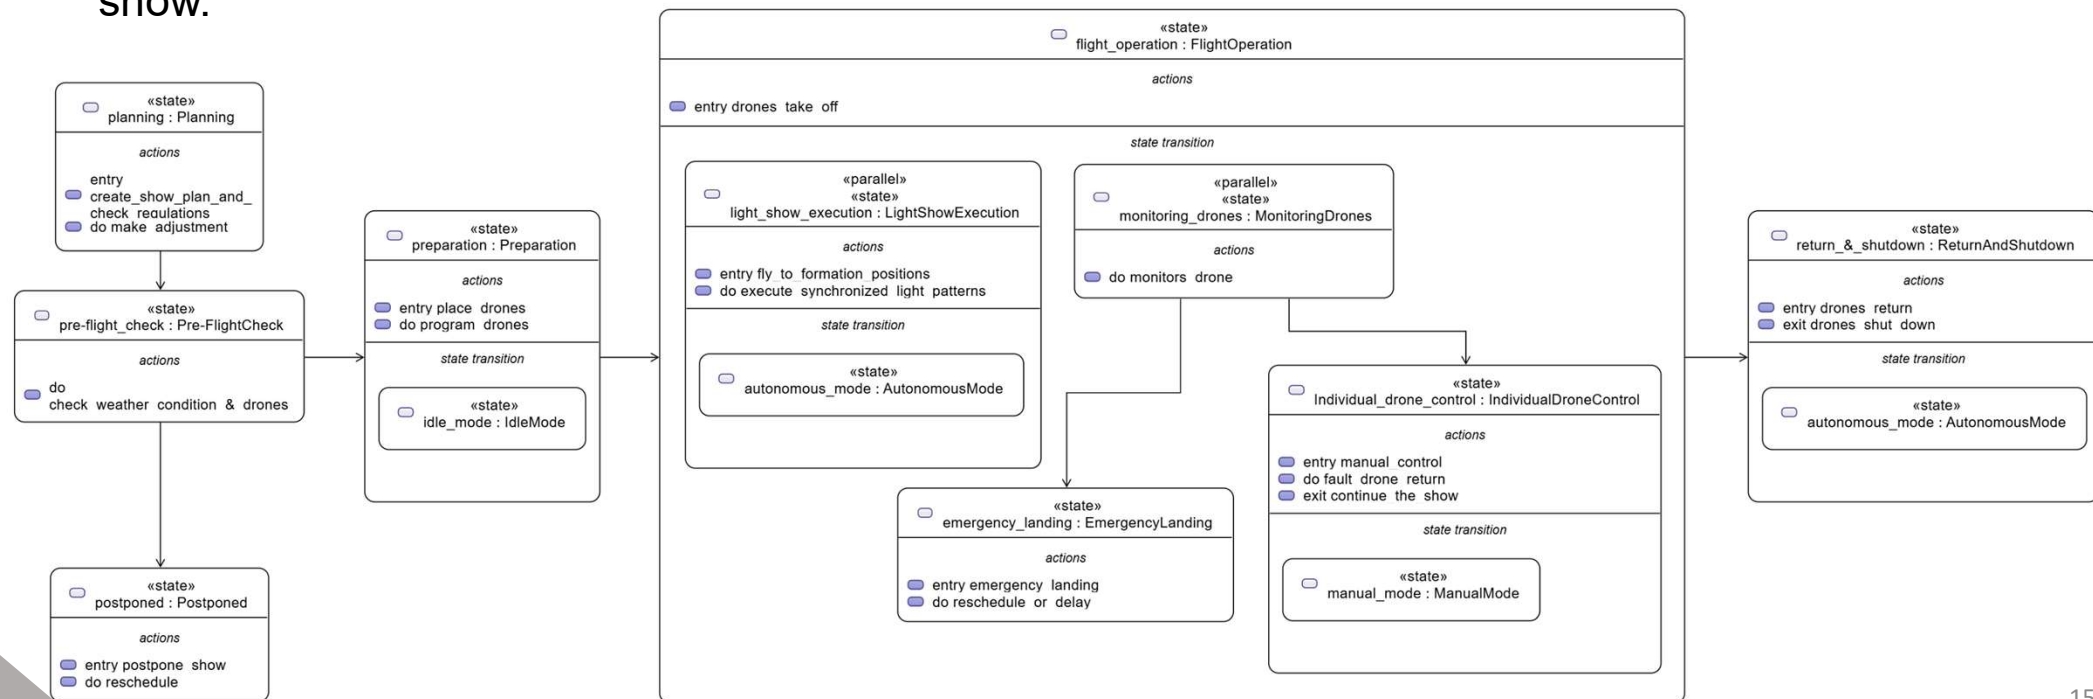 show.
«state»
planning : Planning
actions
entry
create_show_plan_and_
check regulations
do make adjustment
«state»
pre-flight_check : Pre-FlightCheck
actions
do
check weather condition & drones
«state»
postponed : Postponed
actions
entry postpone show
do reschedule
«state»
preparation : Preparation
actions
entry place drones
do program drones
state transition
«state»
idle_mode : IdleMode
«state»
flight_operation : FlightOperation
actions
entry drones take off
state transition
«parallel»
«state»
light_show_execution : LightShowExecution
actions
entry fly_to_formation_positions
do execute synchronized light patterns
state transition
«state»
autonomous_mode : AutonomousMode
«parallel»
«state»
monitoring_drones : MonitoringDrones
actions
do monitors drone
«state»
emergency_landing : EmergencyLanding
actions
entry emergency landing
do reschedule or delay
«state»
Individual_drone_control : IndividualDroneControl
actions
entry manual control
do fault drone return
exit continue the show
state transition
«state»
manual_mode : ManualMode
«state»
return_&_shutdown : ReturnAndShutdown
actions
entry drones return
exit drones shut down
state transition
«state»
autonomous_mode : AutonomousMode
15